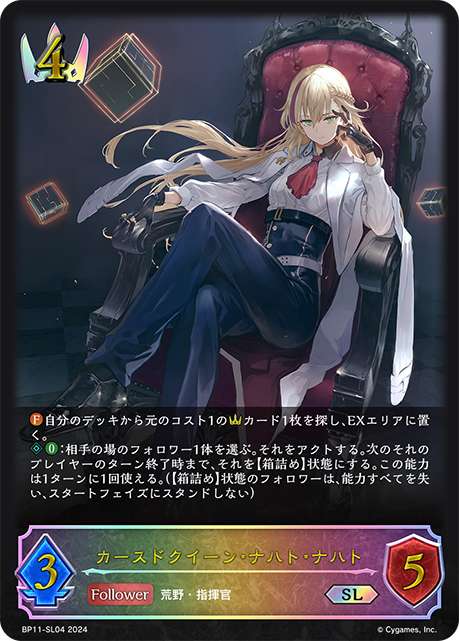 4
F自分のデッキから元のコスト1のカード1枚を探し、EXエリアに置
く。
0：相手の場のフォロワー1体を選ぶ。それをアクトする。次のそれの
プレイヤーのターン終了時まで、それを【箱詰め】状態にする。この能力
は1ターンに1回使える。(【箱詰め】状態のフォロワーは、能力すべてを失
い、スタートフェイズにスタンドしない)
カースドクイーン・ナハト・ナハト
3
5
Follower 荒野・指揮官 SL
BP11-SL04 2024 © Cygames, Inc.